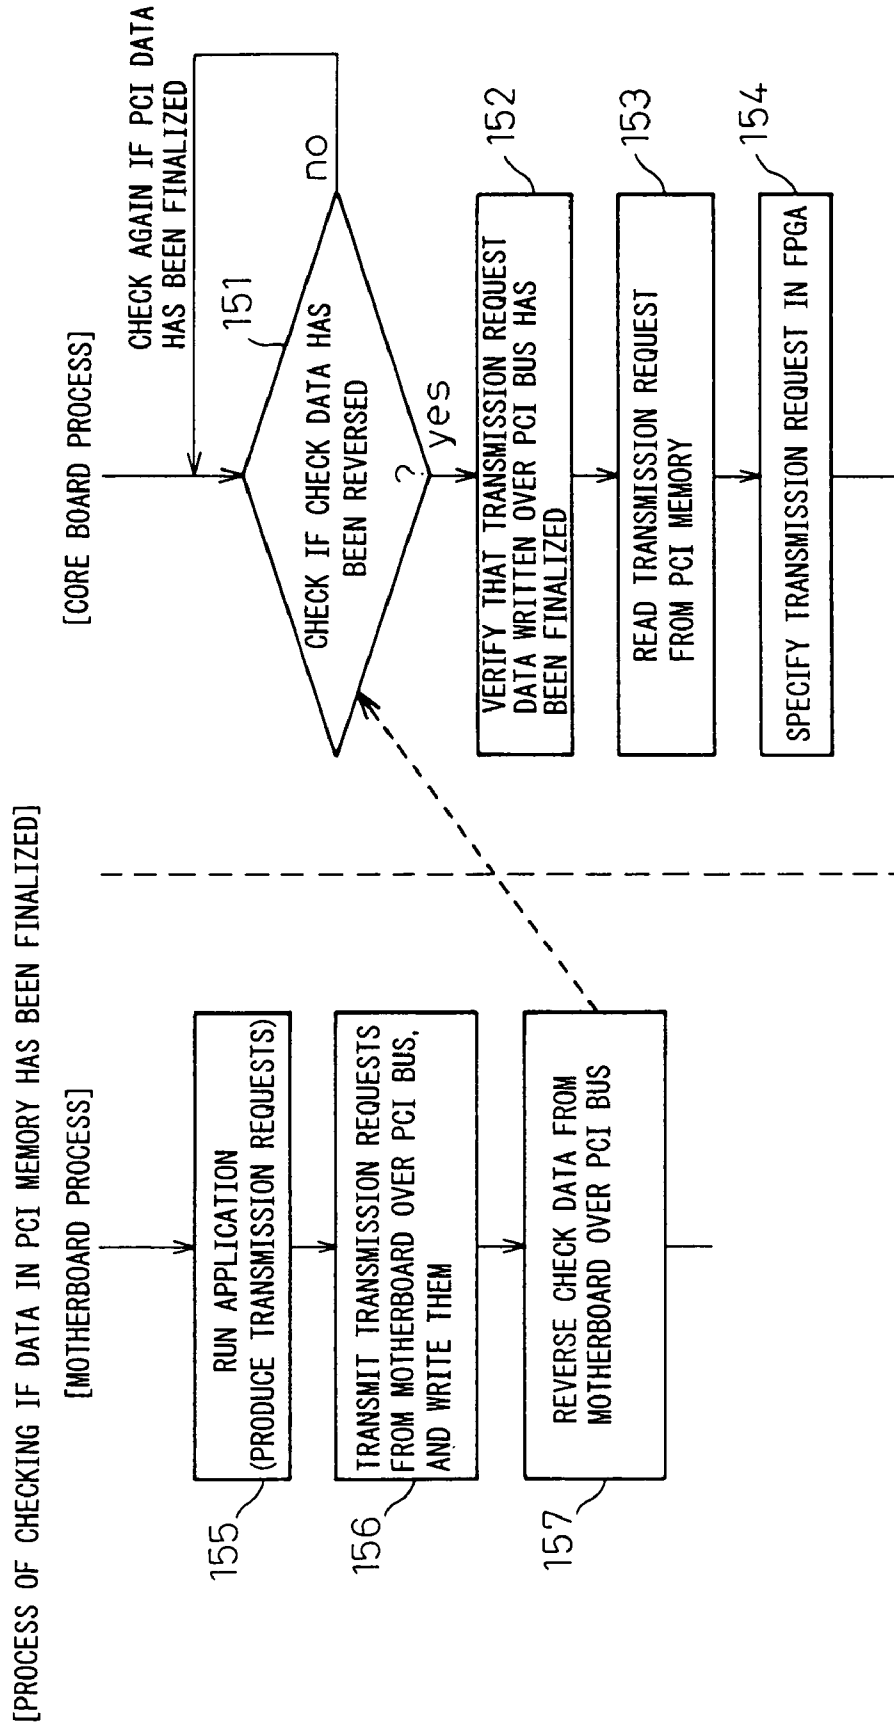 [PROCESS OF CHECKING IF DATA IN PCI MEMORY HAS BEEN FINALIZED]
[MOTHERBOARD PROCESS]
155
RUN APPLICATION
(PRODUCE TRANSMISSION REQUESTS)
156
TRANSMIT TRANSMISSION REQUESTS
FROM MOTHERBOARD OVER PCI BUS,
AND WRITE THEM
157
REVERSE CHECK DATA FROM
MOTHERBOARD OVER PCI BUS
[CORE BOARD PROCESS]
CHECK AGAIN IF PCI DATA
HAS BEEN FINALIZED
151
CHECK IF CHECK DATA HAS
BEEN REVERSED
?
no
yes
152
VERIFY THAT TRANSMISSION REQUEST
DATA WRITTEN OVER PCI BUS HAS
BEEN FINALIZED
153
READ TRANSMISSION REQUEST
FROM PCI MEMORY
154
SPECIFY TRANSMISSION REQUEST IN FPGA